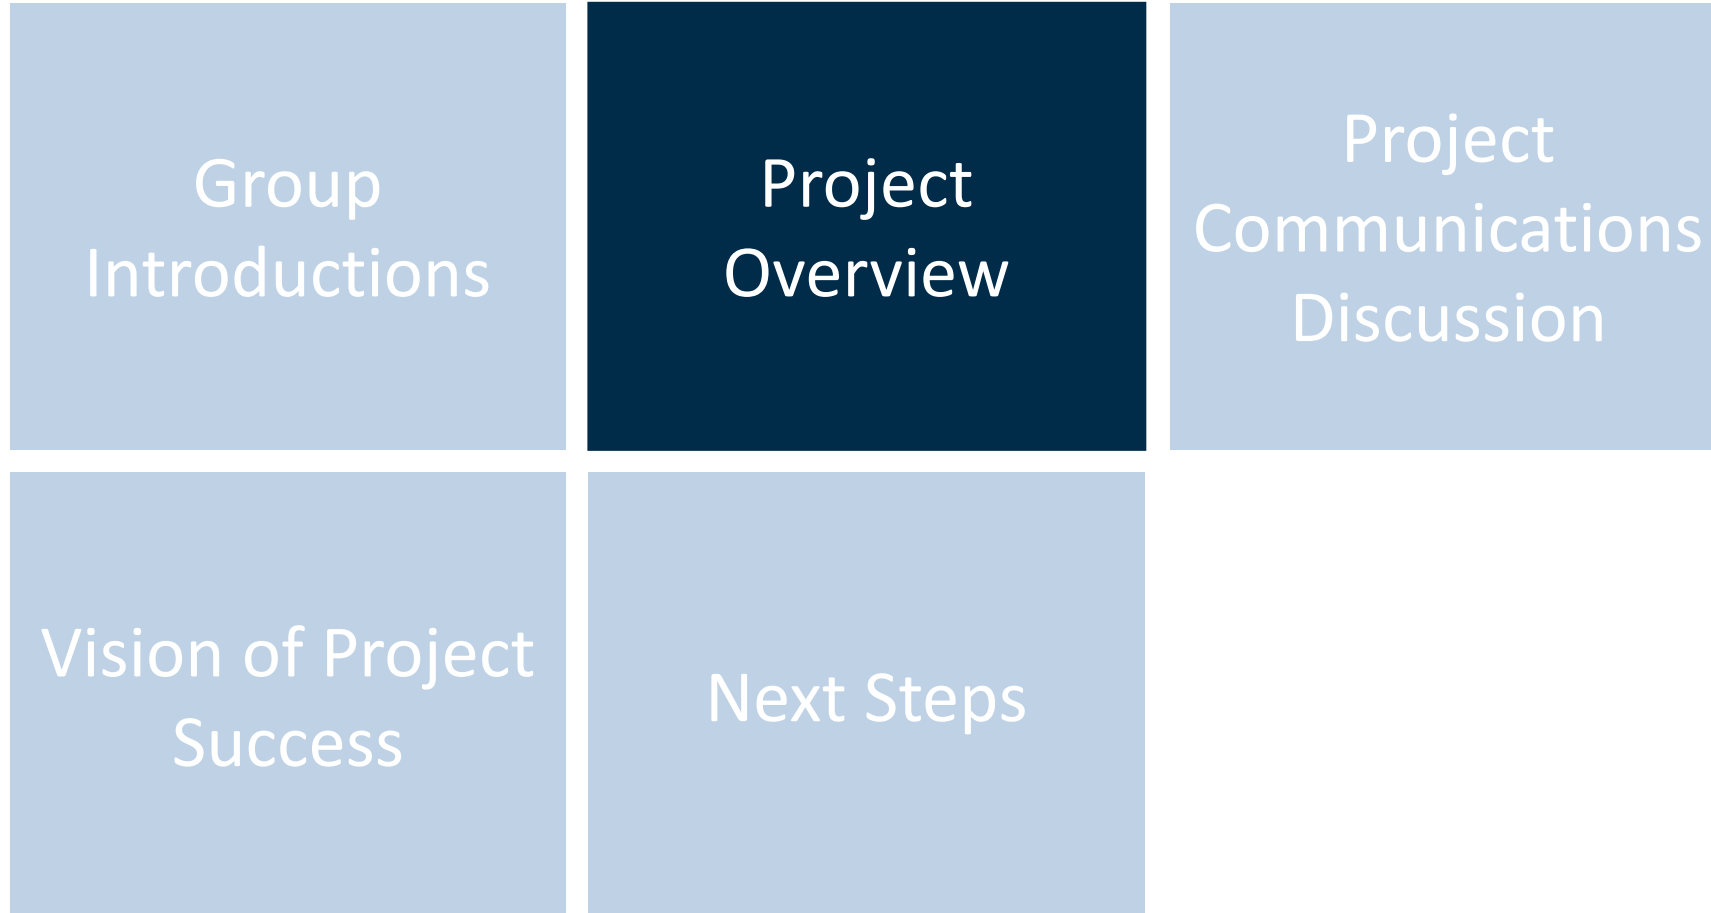 Group
Introductions
Project
Overview
Project
Communications
Discussion
Vision of Project
Success
Next Steps